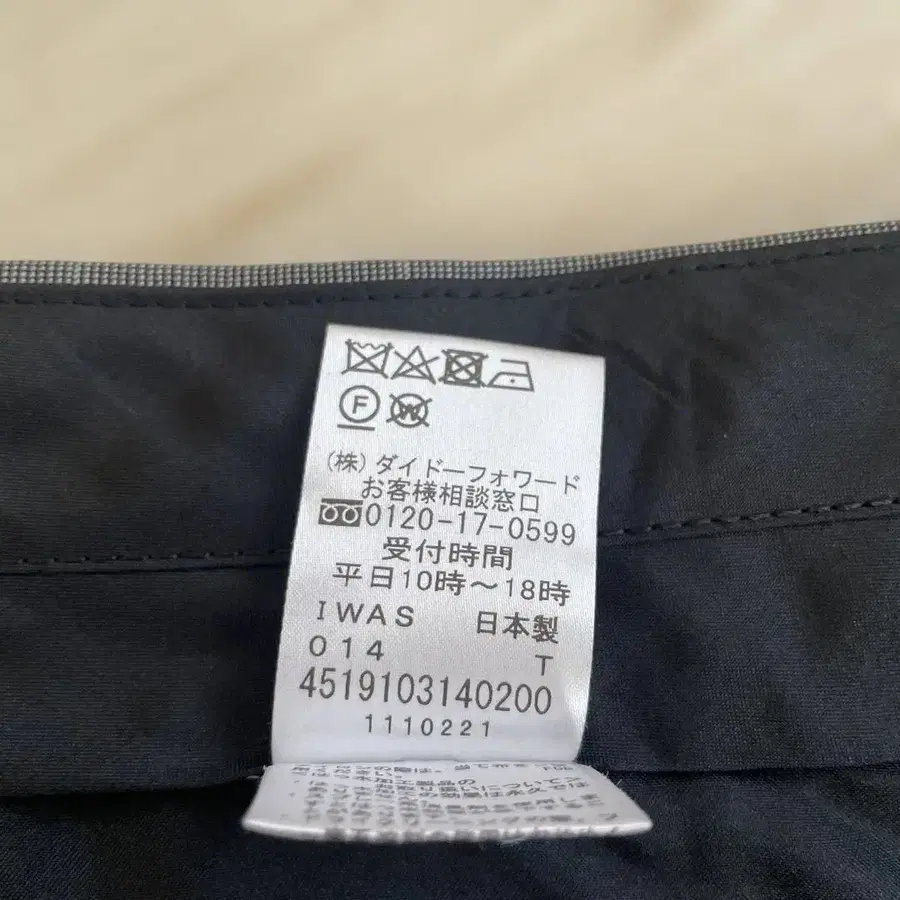 F W
(株)ダイドーフォワード
お客様相談窓口
0120-17-0599
受付時間
平日10時～18時
IWAS 日本製
014 T
4519103140200
1110221